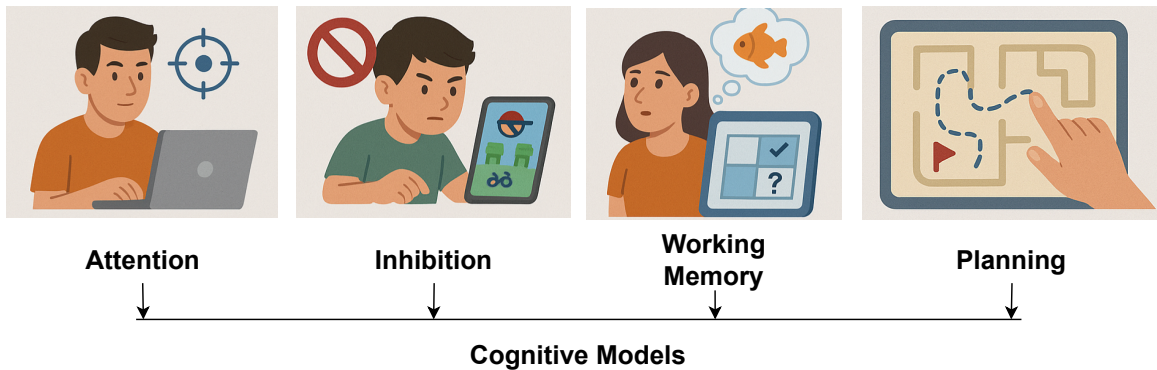 ?
Attention
Inhibition
Working
Memory
Planning
Cognitive Models